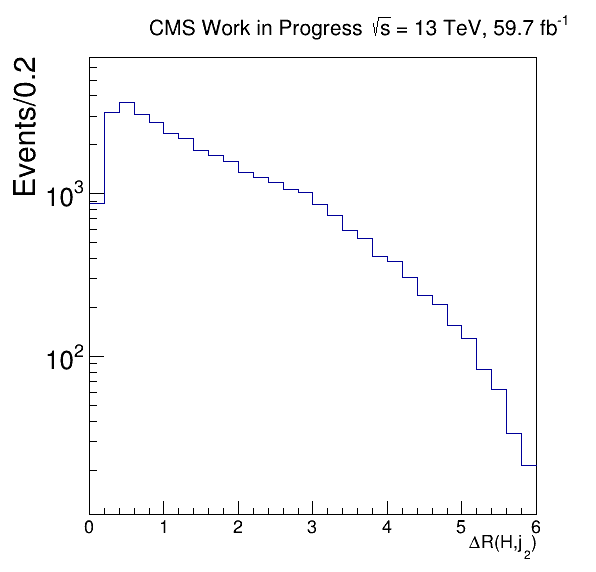 CMS Work in Progress √s = 13 TeV, 59.7 fb⁻¹
Events/0.2
10³
10²
0 1 2 3 4 5 6
ΔR(H,j₂)